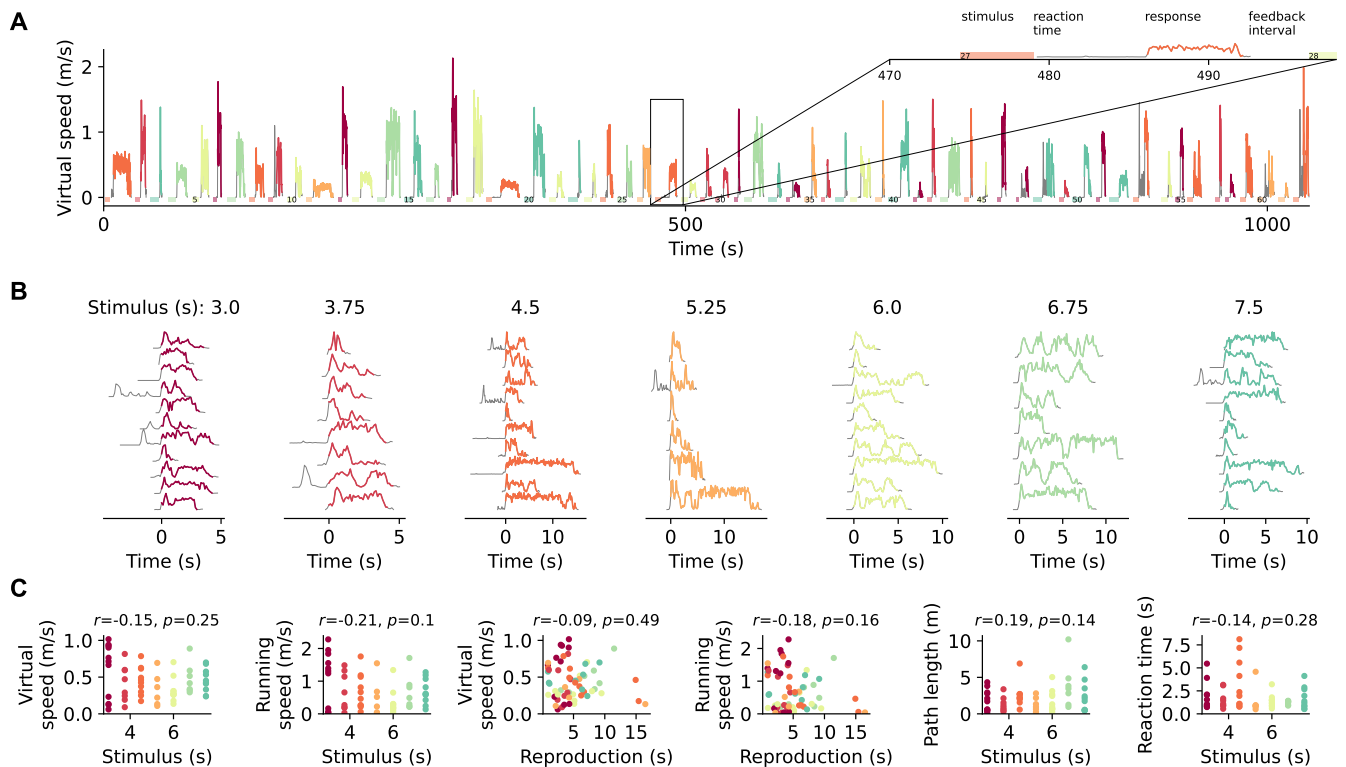 A
stimulus reaction time response feedback interval
27 28
470 480 490
Virtual speed (m/s)
2
1
0
5 10 15 20 25 30 35 40 45 50 55 60
0 500 1000
Time (s)
B
Stimulus (s): 3.0 3.75 4.5 5.25 6.0 6.75 7.5
0 5 0 5 0 10 0 10 0 5 10 0 5 10 0 5 10
Time (s) Time (s) Time (s) Time (s) Time (s) Time (s) Time (s)
C
r=-0.15, p=0.25 r=-0.21, p=0.1 r=-0.09, p=0.49 r=-0.18, p=0.16 r=0.19, p=0.14 r=-0.14, p=0.28
Virtual speed (m/s)
1.0
0.5
0.0
4 6
Stimulus (s)
Running speed (m/s)
2
1
0
4 6
Stimulus (s)
Virtual speed (m/s)
1.0
0.5
0.0
5 10 15
Reproduction (s)
Running speed (m/s)
2
1
0
5 10 15
Reproduction (s)
Path length (m)
10
5
0
4 6
Stimulus (s)
Reaction time (s)
7.5
5.0
2.5
0.0
4 6
Stimulus (s)